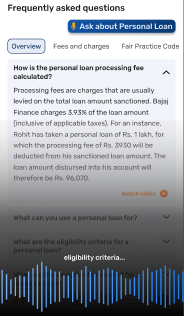 Frequently asked questions
Ask about Personal Loan
Overview Fees and charges Fair Practice Code
How is the personal loan processing fee
calculated?
Processing fees are charges that are usually
levied on the total loan amount sanctioned. Bajaj
Finance charges 3.93% of the loan amount
(inclusive of applicable taxes). For an instance,
Rohit has taken a personal loan of Rs. 1 lakh, for
which the processing fee of Rs. 3930 will be
deducted from his sanctioned loan amount. The
loan amount disbursed into his account will
therefore be Rs. 96,070.
Watch video
What can you use a personal loan for?
What are the eligibility criteria for a
personal loan?
eligibility criteria...